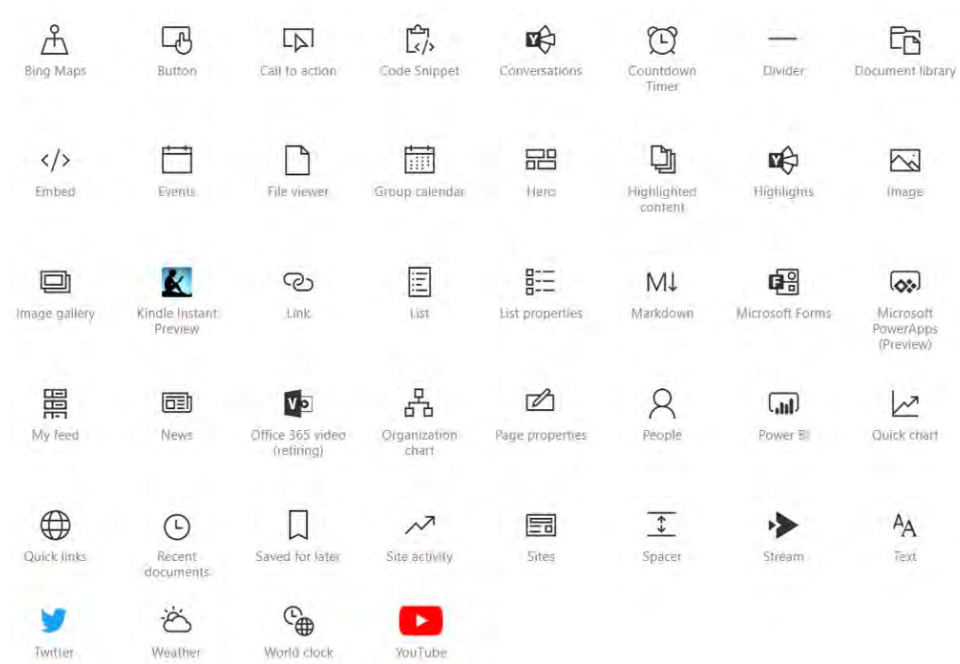 Bing Maps
Button
Call to action
Code Snippet
Conversations
Countdown
Timer
Divider
Document library
</>
Embed
Events
File viewer
Group calendar
Hero
Highlighted
content
Highlights
Image
Image gallery
Kindle Instant
Preview
Link
List
List properties
M↓
Markdown
Microsoft Forms
Microsoft
PowerApps
(Preview)
My feed
News
Office 365 video
(retiring)
Organization
chart
Page properties
People
Power BI
Quick chart
Quick links
Recent
documents
Saved for later
Site activity
Sites
Spacer
Stream
AA
Text
Twitter
Weather
World clock
YouTube